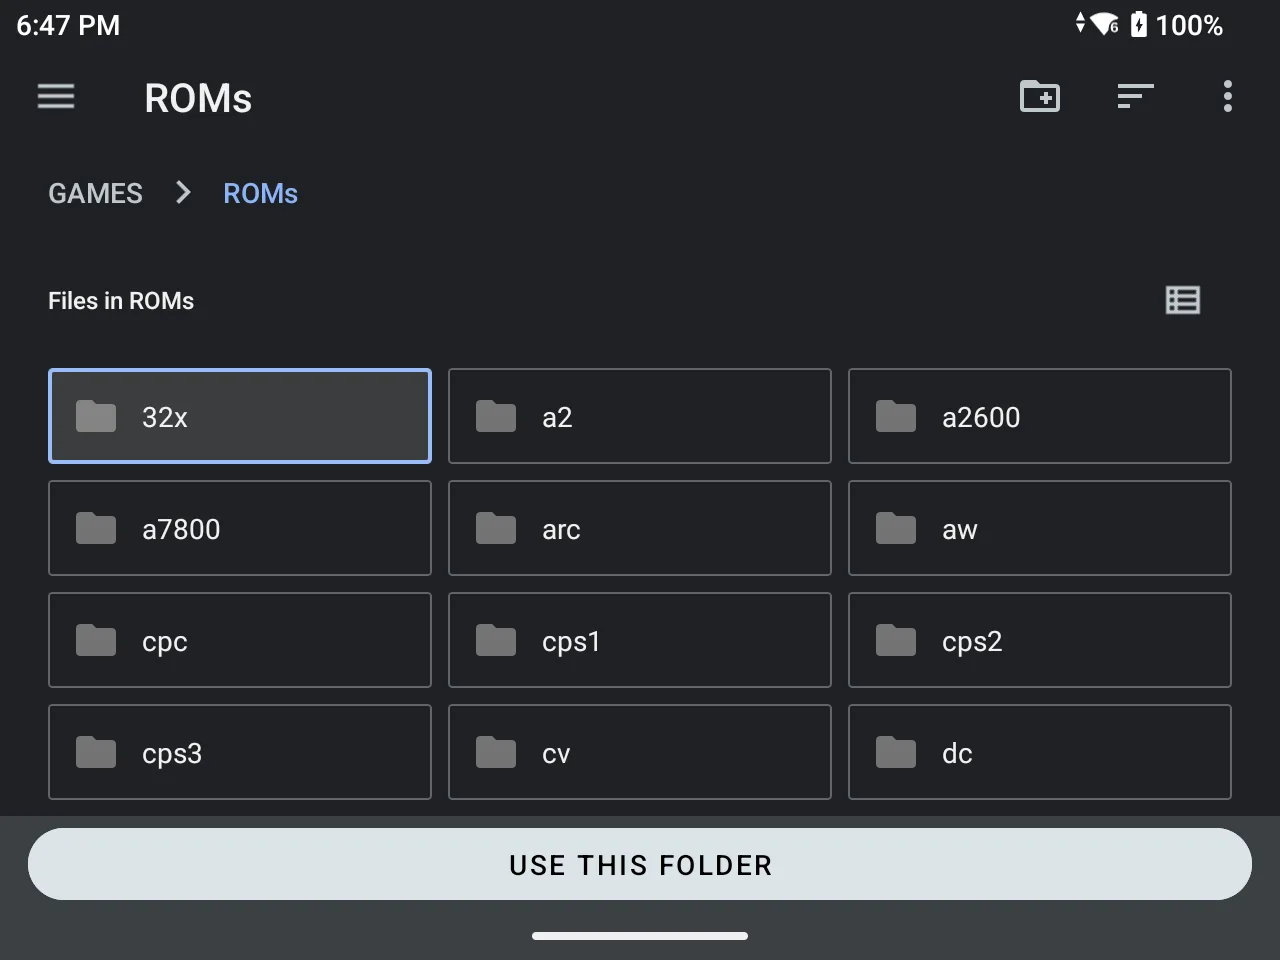 6:47 PM
6
100%
ROMs
GAMES
ROMs
Files in ROMs
32x
a2
a2600
a7800
arc
aw
cpc
cps1
cps2
cps3
cv
dc
USE THIS FOLDER